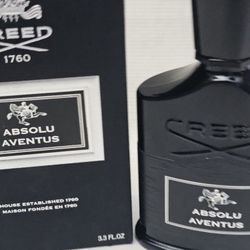 CREED
1760
ABSOLU
AVENTUS
HOUSE ESTABLISHED 1760
MAISON FONDÉE EN 1760
3.3 FL.OZ
CREED
ABSOLU
AVENTUS